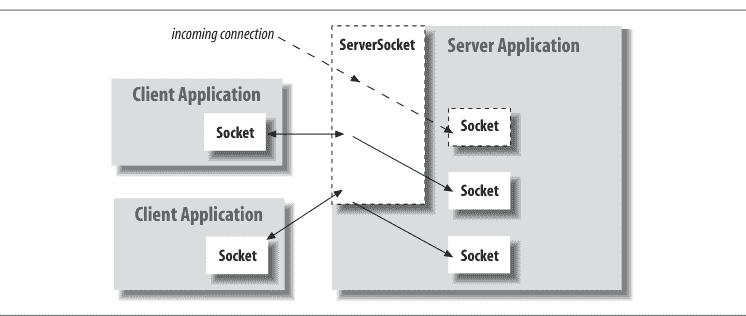 incoming connection
ServerSocket
Server Application
Client Application
Socket
Socket
Socket
Client Application
Socket
Socket